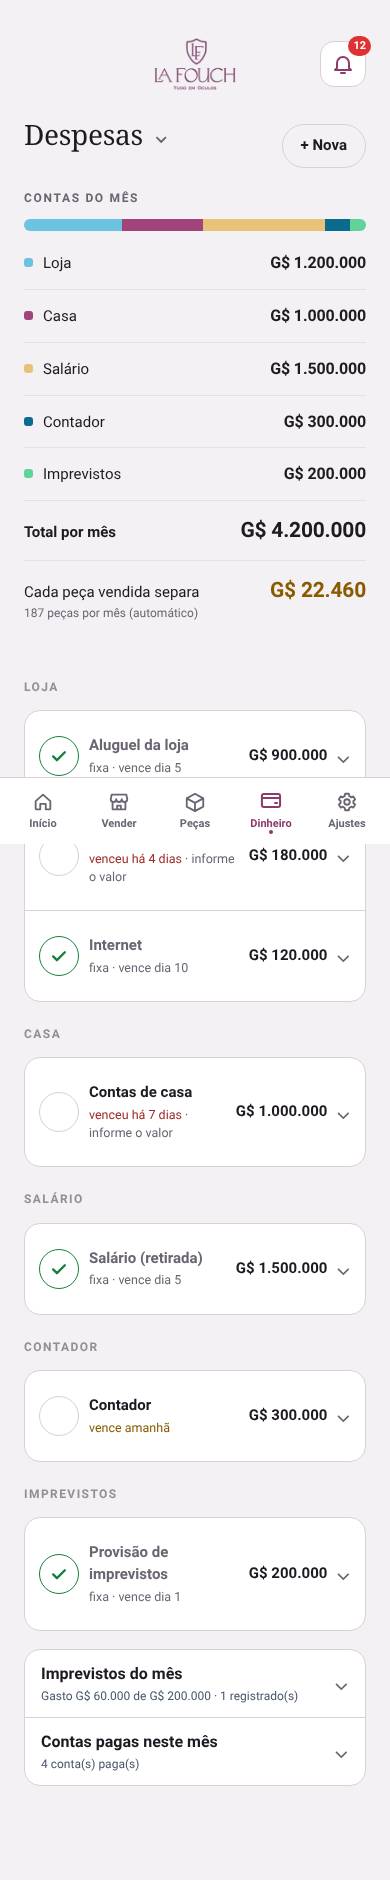 12
LF
LA FOUCH
Tudo em Óculos
Despesas
+ Nova
CONTAS DO MÊS
Loja G$ 1.200.000
Casa G$ 1.000.000
Salário G$ 1.500.000
Contador G$ 300.000
Imprevistos G$ 200.000
Total por mês G$ 4.200.000
Cada peça vendida separa G$ 22.460
187 peças por mês (automático)
LOJA
Aluguel da loja G$ 900.000
fixa · vence dia 5
Início Vender Peças Dinheiro Ajustes
venceu há 4 dias · informe G$ 180.000
o valor
Internet G$ 120.000
fixa · vence dia 10
CASA
Contas de casa
venceu há 7 dias · G$ 1.000.000
informe o valor
SALÁRIO
Salário (retirada) G$ 1.500.000
fixa · vence dia 5
CONTADOR
Contador G$ 300.000
vence amanhã
IMPREVISTOS
Provisão de
imprevistos G$ 200.000
fixa · vence dia 1
Imprevistos do mês
Gasto G$ 60.000 de G$ 200.000 · 1 registrado(s)
Contas pagas neste mês
4 conta(s) paga(s)